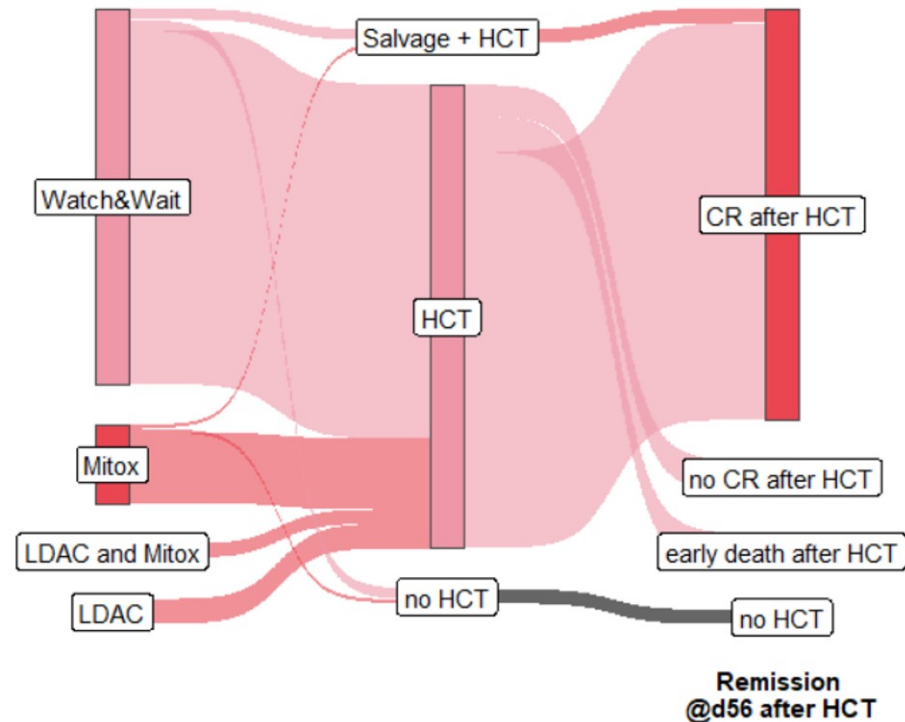 Salvage + HCT
Watch&Wait
CR after HCT
HCT
Mitox
no CR after HCT
LDAC and Mitox
early death after HCT
LDAC
no HCT
no HCT
Remission
@d56 after HCT